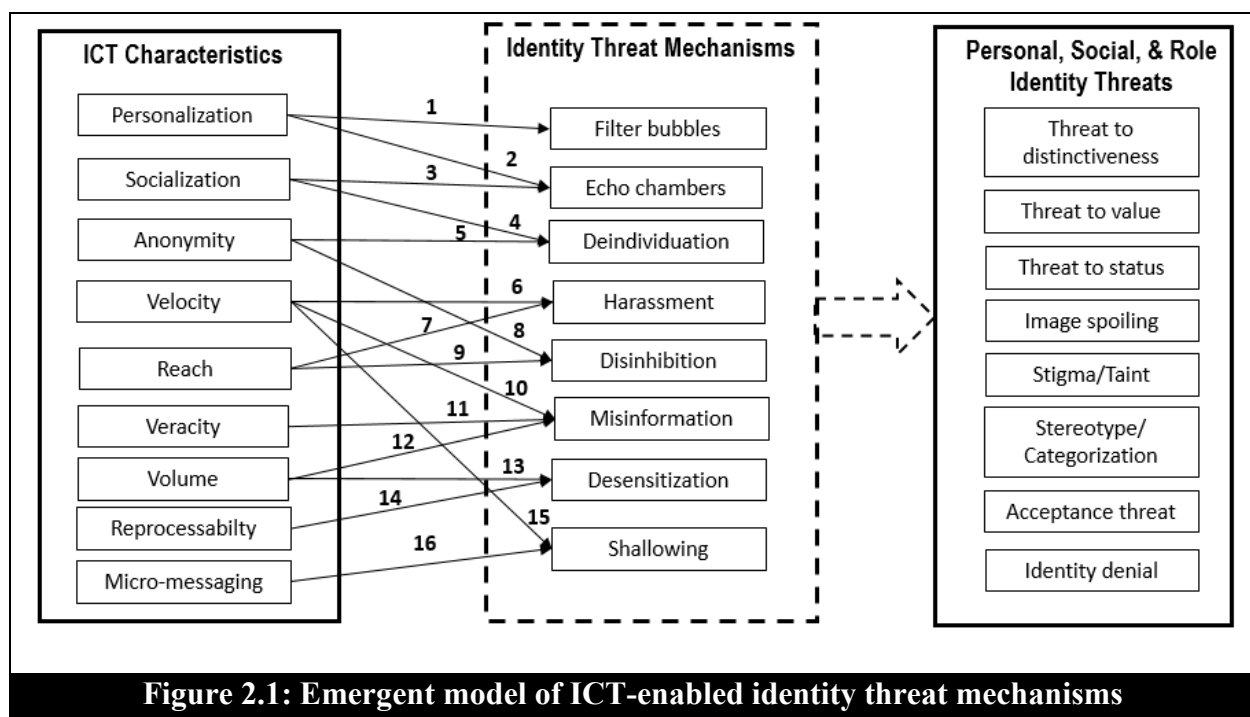 ICT Characteristics
Personalization
Socialization
Anonymity
Velocity
Reach
Veracity
Volume
Reprocessabilty
Micro-messaging
1
2
3
4
5
6
7
8
9
10
11
12
13
14
15
16
Identity Threat Mechanisms
Filter bubbles
Echo chambers
Deindividuation
Harassment
Disinhibition
Misinformation
Desensitization
Shallowing
Personal, Social, & Role
Identity Threats
Threat to
distinctiveness
Threat to value
Threat to status
Image spoiling
Stigma/Taint
Stereotype/
Categorization
Acceptance threat
Identity denial
Figure 2.1: Emergent model of ICT-enabled identity threat mechanisms